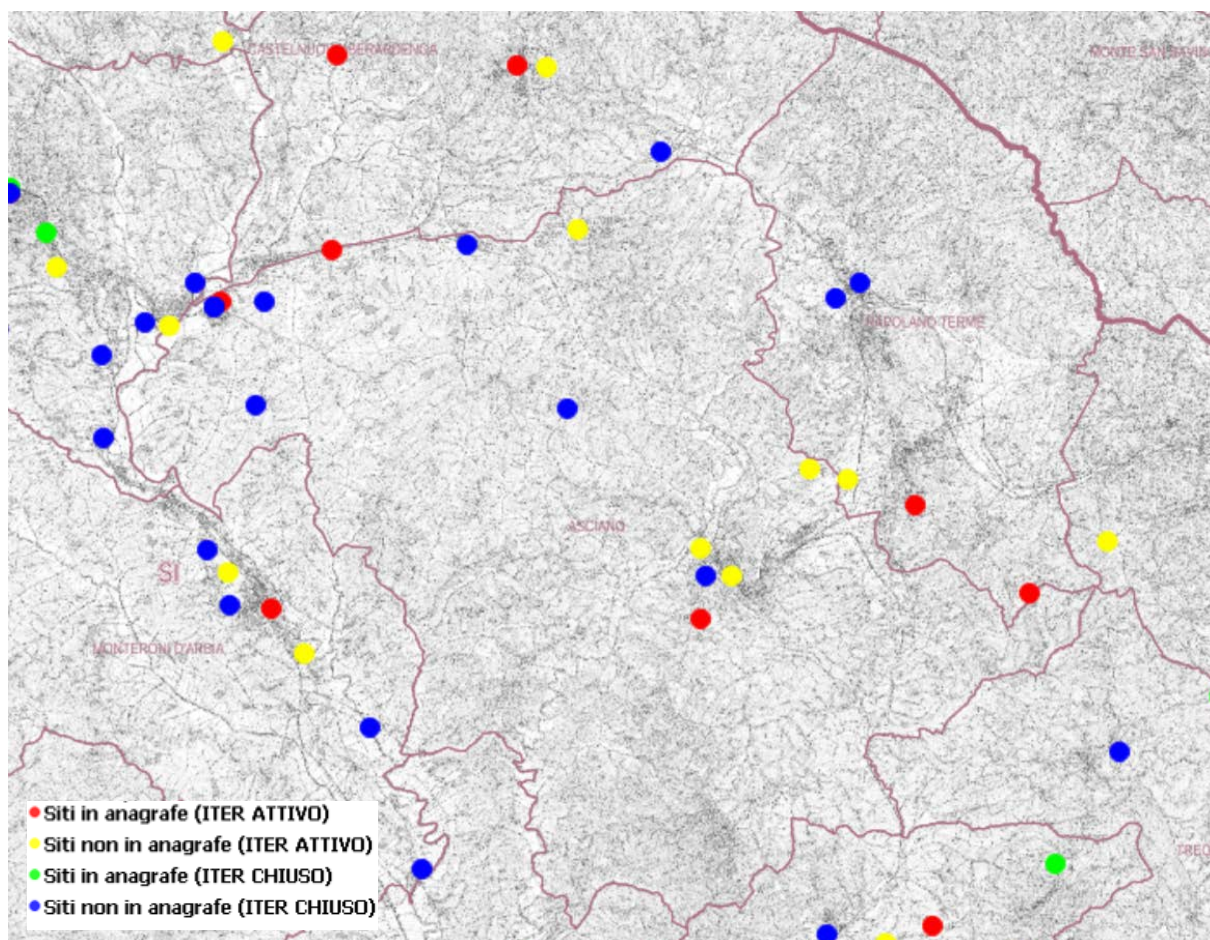 CASTELNUOVO BERARDENGA
MONTE SAN SAVINO
RAPOLANO TERME
ASCIANO
SI
MONTERONI D'ARBIA
TREQ
Siti in anagrafe (ITER ATTIVO)
Siti non in anagrafe (ITER ATTIVO)
Siti in anagrafe (ITER CHIUSO)
Siti non in anagrafe (ITER CHIUSO)